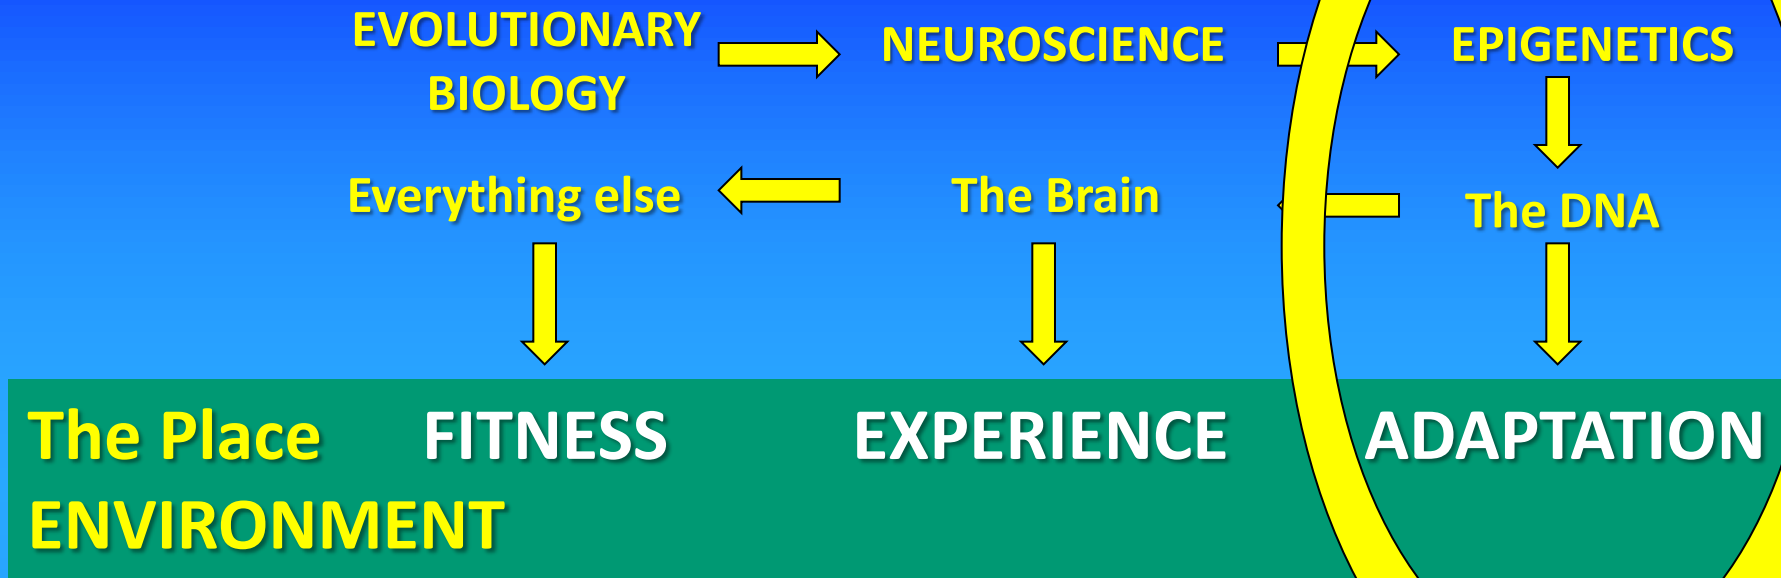 EVOLUTIONARY
BIOLOGY
NEUROSCIENCE
EPIGENETICS
Everything else
The Brain
The DNA
The Place
FITNESS
EXPERIENCE
ADAPTATION
ENVIRONMENT